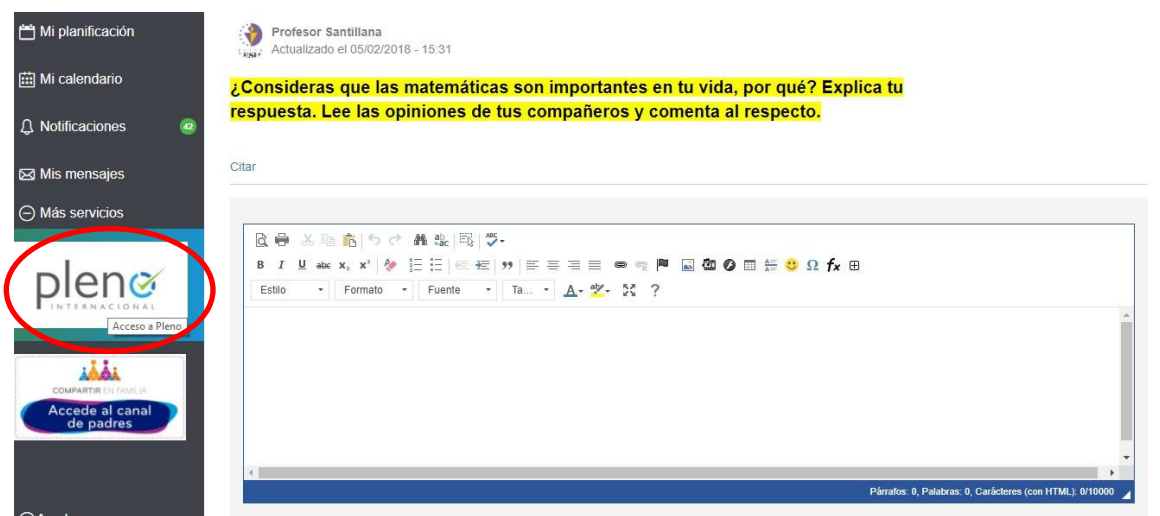 Mi planificación
Mi calendario
Notificaciones 42
Mis mensajes
Más servicios
pleno
INTERNACIONAL
Acceso a Pleno
COMPARTIR EN FAMILIA
Accede al canal
de padres
Profesor Santillana
Actualizado el 05/02/2018 - 15:31
¿Consideras que las matemáticas son importantes en tu vida, por qué? Explica tu
respuesta. Lee las opiniones de tus compañeros y comenta al respecto.
Citar
B I U abc x₂ x²
Estilo Formato Fuente Ta... A
Párrafos: 0, Palabras: 0, Carácteres (con HTML): 0/10000